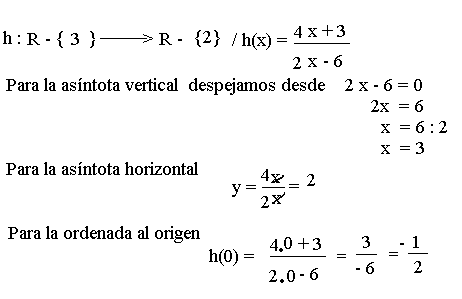 h : R - { 3 } ———> R - {2} / h(x) = (4 x + 3)/(2 x - 6)
Para la asíntota vertical despejamos desde 2 x - 6 = 0
2x = 6
x = 6 : 2
x = 3
Para la asíntota horizontal
y = 4x/2x = 2
Para la ordenada al origen
h(0) = (4.0 + 3)/(2.0 - 6) = 3/-6 = -1/2